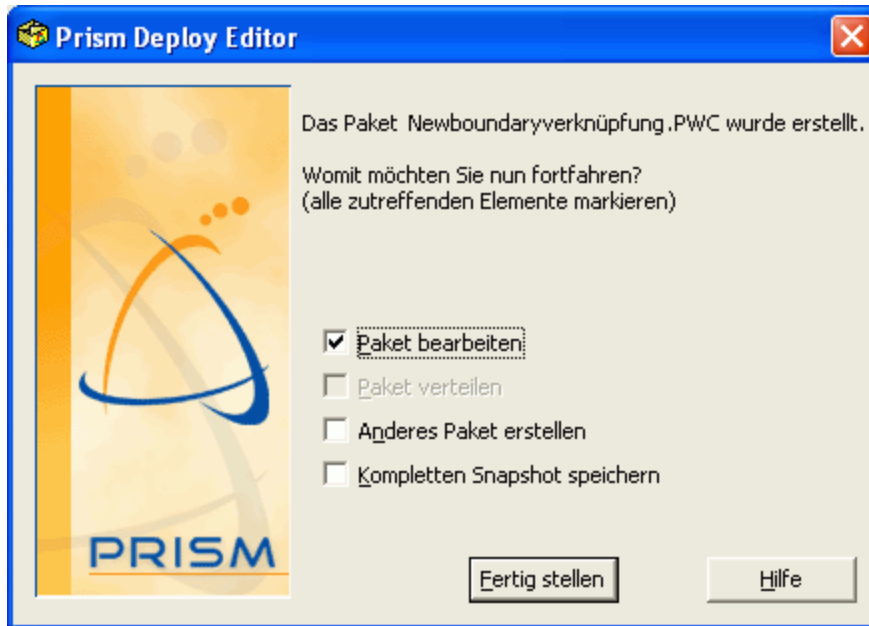 Prism Deploy Editor
Das Paket Newboundaryverknüpfung.PWC wurde erstellt.
Womit möchten Sie nun fortfahren?
(alle zutreffenden Elemente markieren)
Paket bearbeiten
Paket verteilen
Anderes Paket erstellen
Kompletten Snapshot speichern
PRISM
Fertig stellen
Hilfe